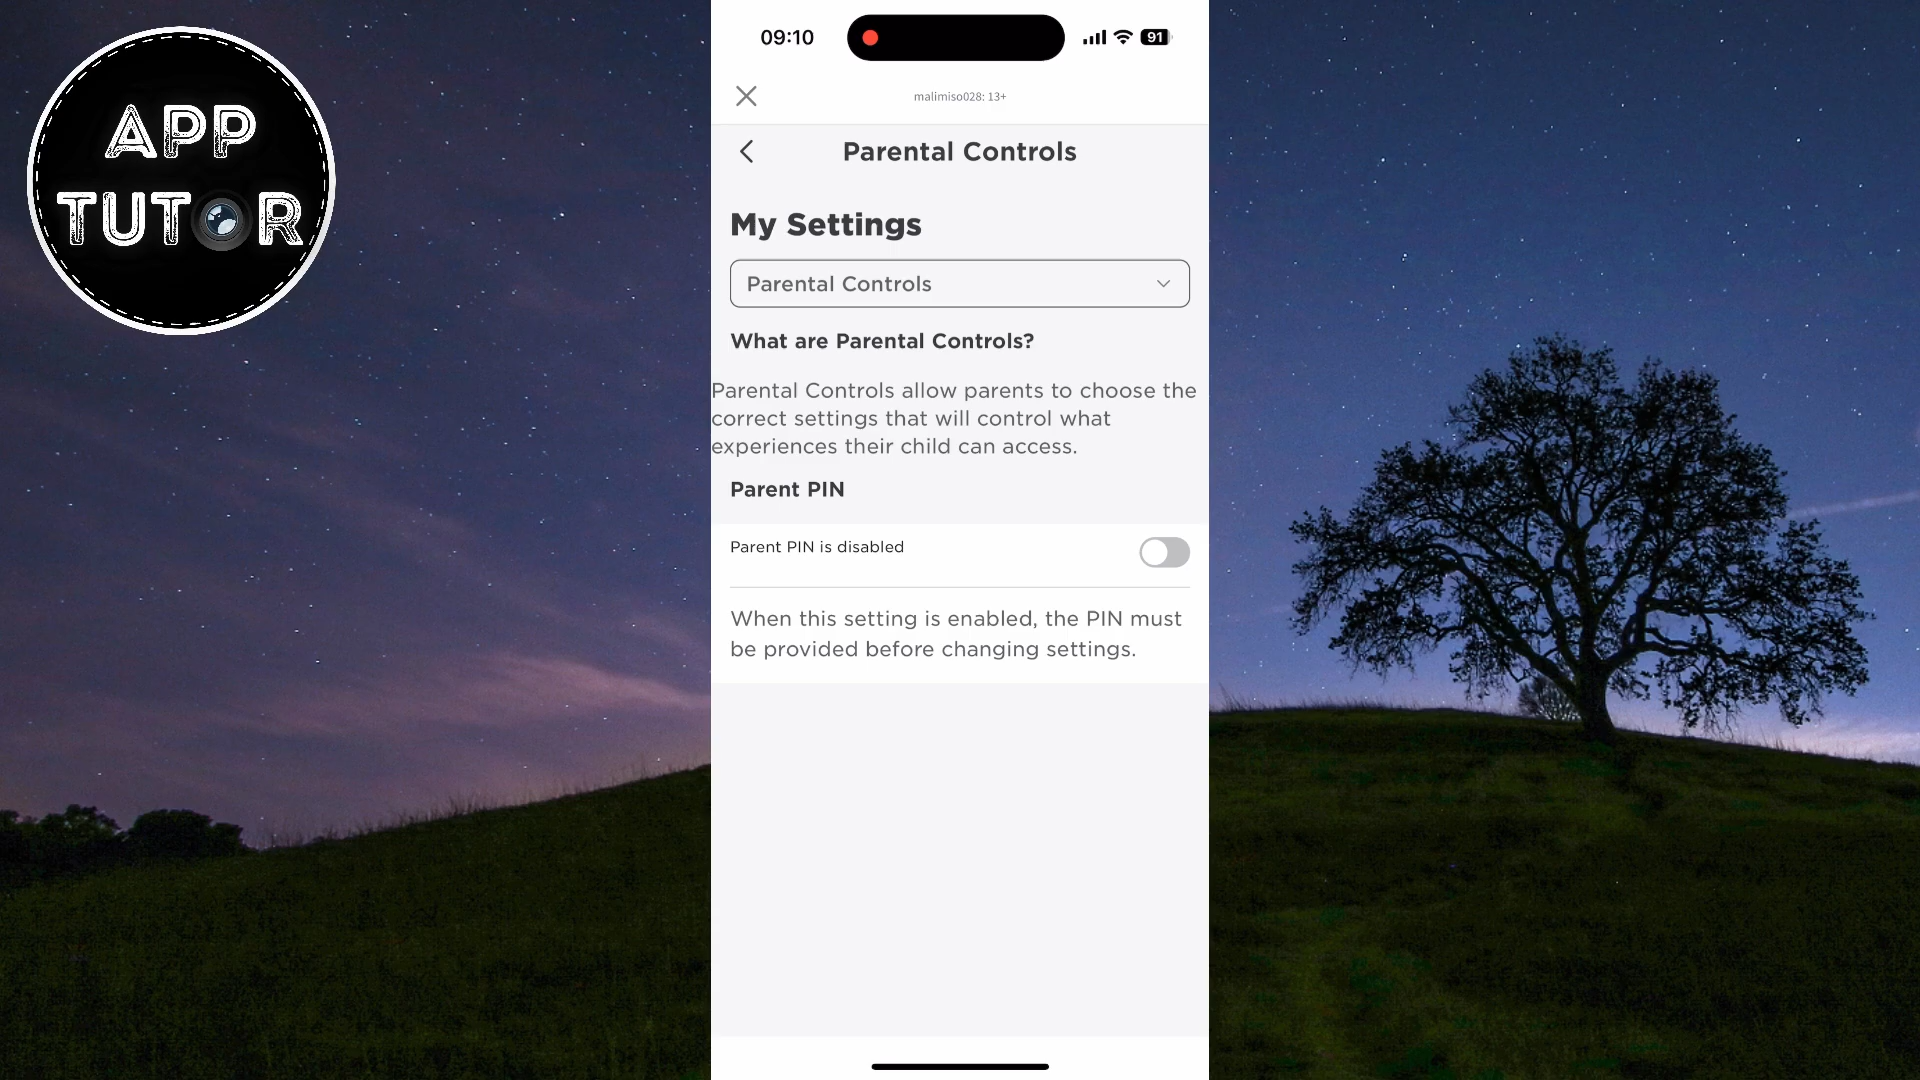 APP
TUTOR
09:10
91
malimiso028: 13+
Parental Controls
My Settings
Parental Controls
What are Parental Controls?
Parental Controls allow parents to choose the
correct settings that will control what
experiences their child can access.
Parent PIN
Parent PIN is disabled
When this setting is enabled, the PIN must
be provided before changing settings.